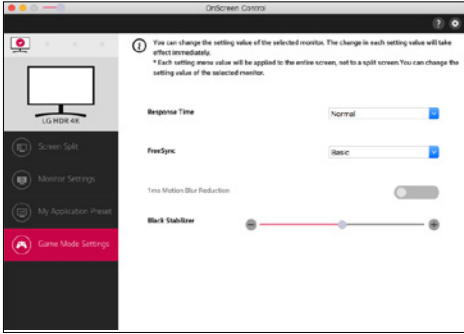 OnScreen Control
You can change the setting value of the selected monitor. The change in each setting value will take
effect immediately.
* Each setting menu value will be applied to the entire screen, not to a split screen.You can change the
setting value of the selected monitor.
LG HDR 4K
Screen Split
Monitor Settings
My Application Preset
Game Mode Settings
Response Time
Normal
FreeSync
Basic
1ms Motion Blur Reduction
Black Stabilizer